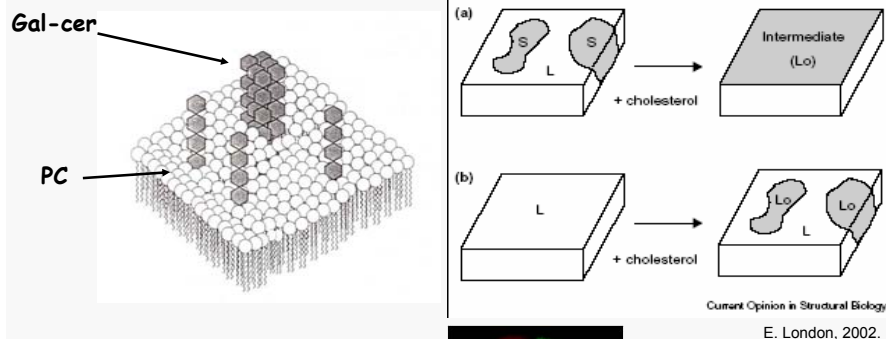 Gal-cer
PC
(a)
S
S
L
+ cholesterol
Intermediate
(Lo)
(b)
L
+ cholesterol
Lo
Lo
L
Current Opinion in Structural Biology
E. London, 2002.